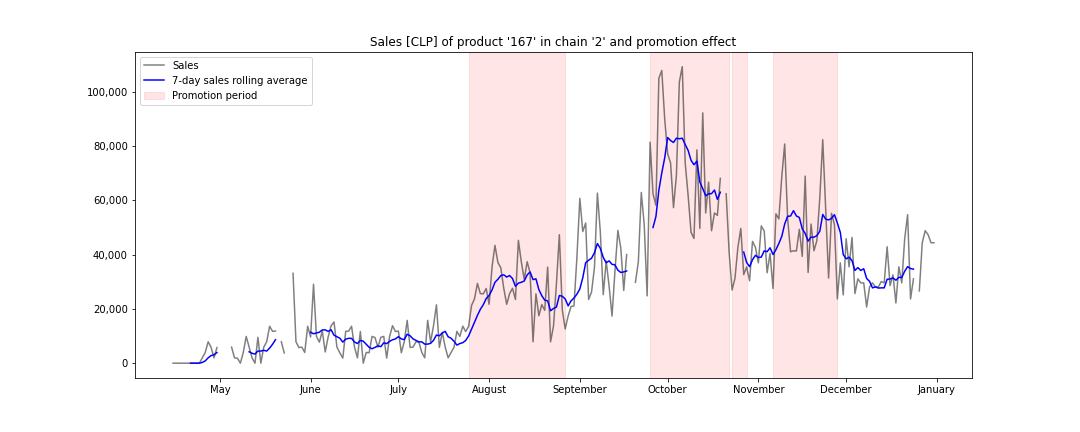 Sales [CLP] of product '167' in chain '2' and promotion effect
Sales
7-day sales rolling average
Promotion period
100,000
80,000
60,000
40,000
20,000
0
May June July August September October November December January